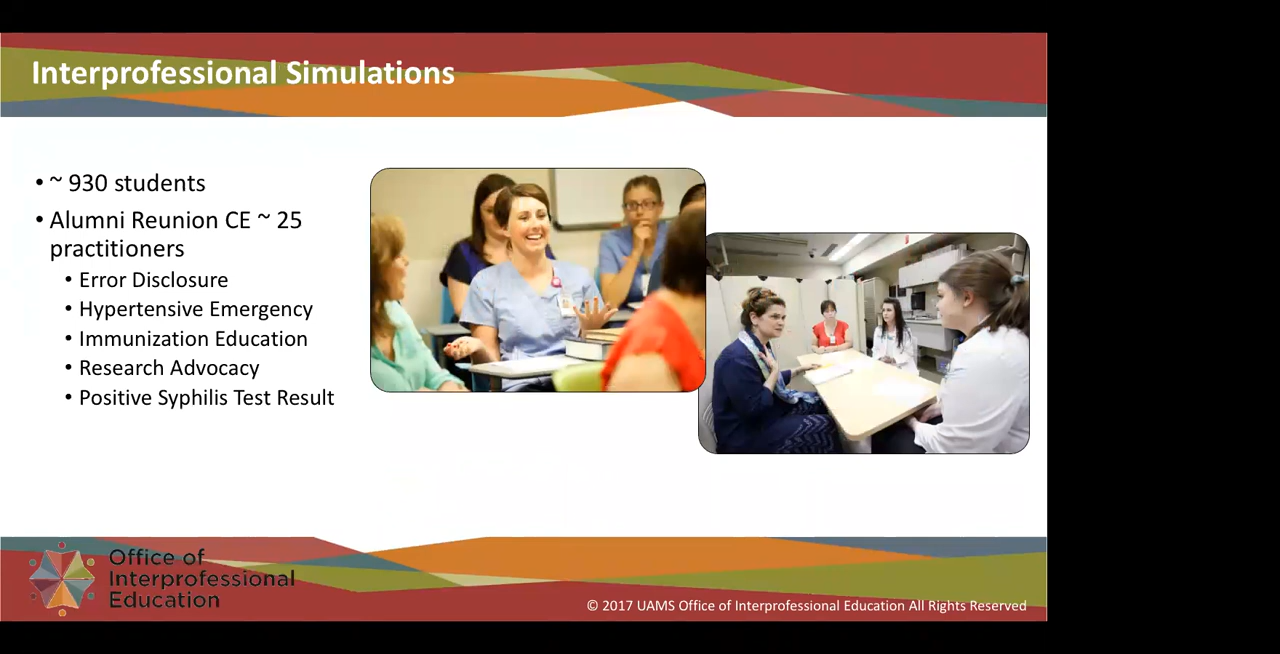 Interprofessional Simulations
• ~ 930 students
• Alumni Reunion CE ~ 25
practitioners
• Error Disclosure
• Hypertensive Emergency
• Immunization Education
• Research Advocacy
• Positive Syphilis Test Result
Office of
Interprofessional
Education
© 2017 UAMS Office of Interprofessional Education All Rights Reserved